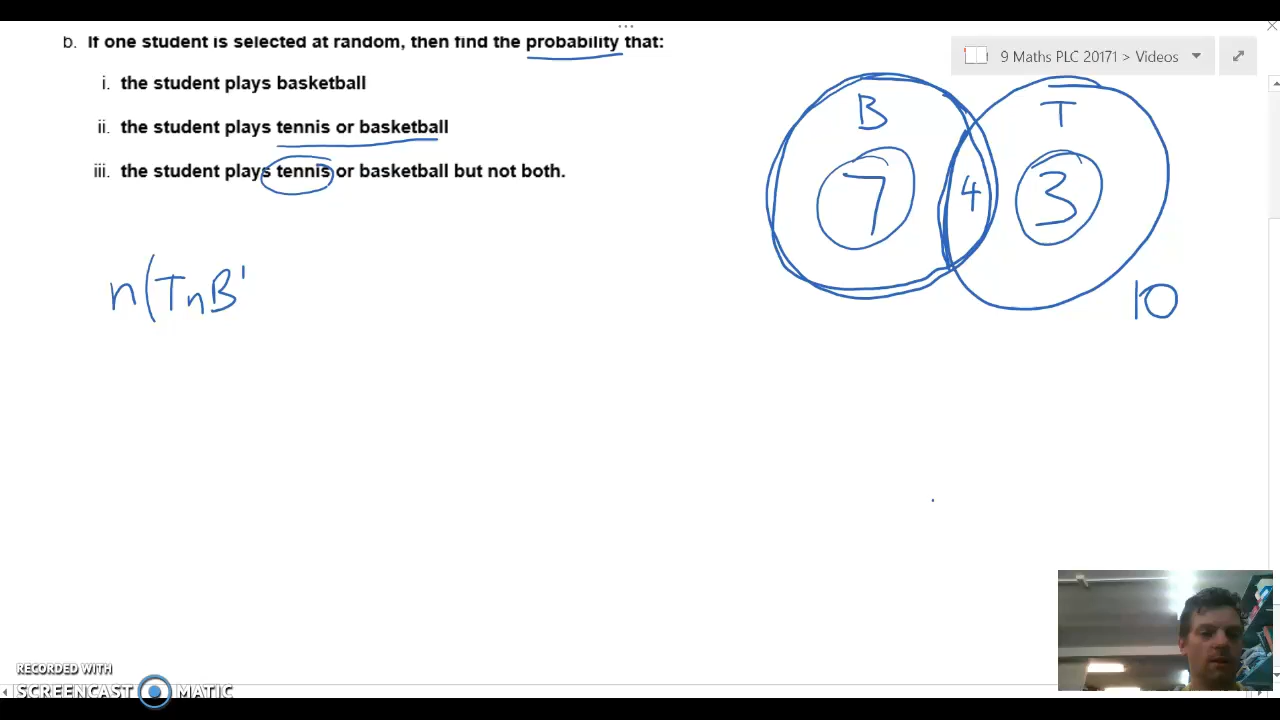 b. If one student is selected at random, then find the probability that:
9 Maths PLC 20171 > Videos
i. the student plays basketball
ii. the student plays tennis or basketball
iii. the student plays tennis or basketball but not both.
B T
7 4 3
10
n(T∩B'
RECORDED WITH
SCREENCAST MATIC